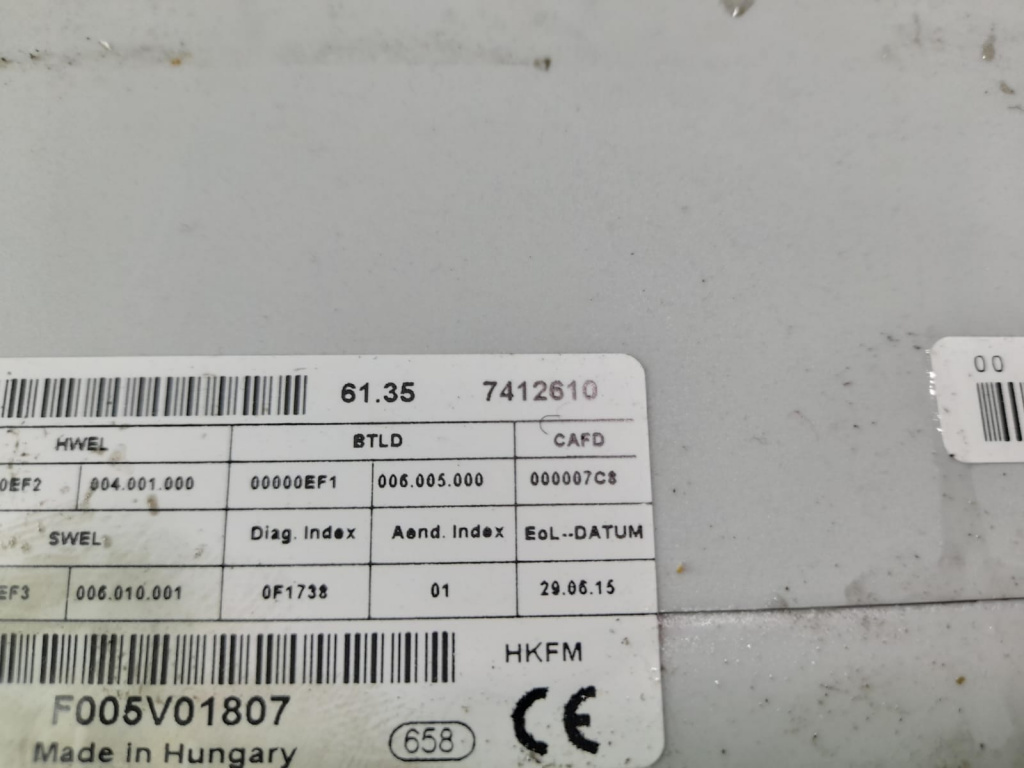 61.35 7412610
00
HWEL BTLD CAFD
0EF2 004.001.000 00000EF1 006.005.000 000007C8
SWEL Diag. Index Aend. Index EoL--DATUM
EF3 006.010.001 0F1738 01 29.06.15
HKFM
F005V01807
658 CE
Made in Hungary